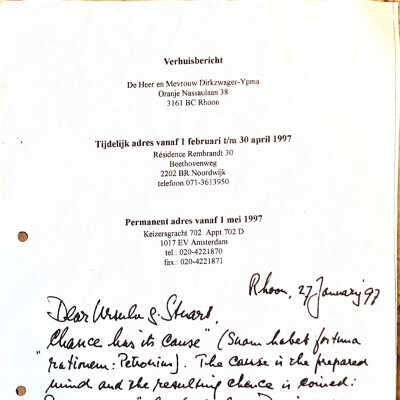 Verhuisbericht
De Heer en Mevrouw Dirkzwager-Ypma
Oranje Nassaulaan 38
3161 BC Rhoon
Tijdelijk adres vanaf 1 februari t/m 30 april 1997
Résidence Rembrandt 30
Beethovenweg
2202 BR Noordwijk
telefoon 071-3613950
Permanent adres vanaf 1 mei 1997
Keizersgracht 702 Appt.702 D
1017 EV Amsterdam
tel.: 020-4221870
fax.: 020-4221871
Rhoon, 27 January 97
Dear Ursula & Stuart,
"Chance has its cause" (Suam habet fortuna
rationem: Petronius). The cause is the prepared
mind and the resulting chance is coined: